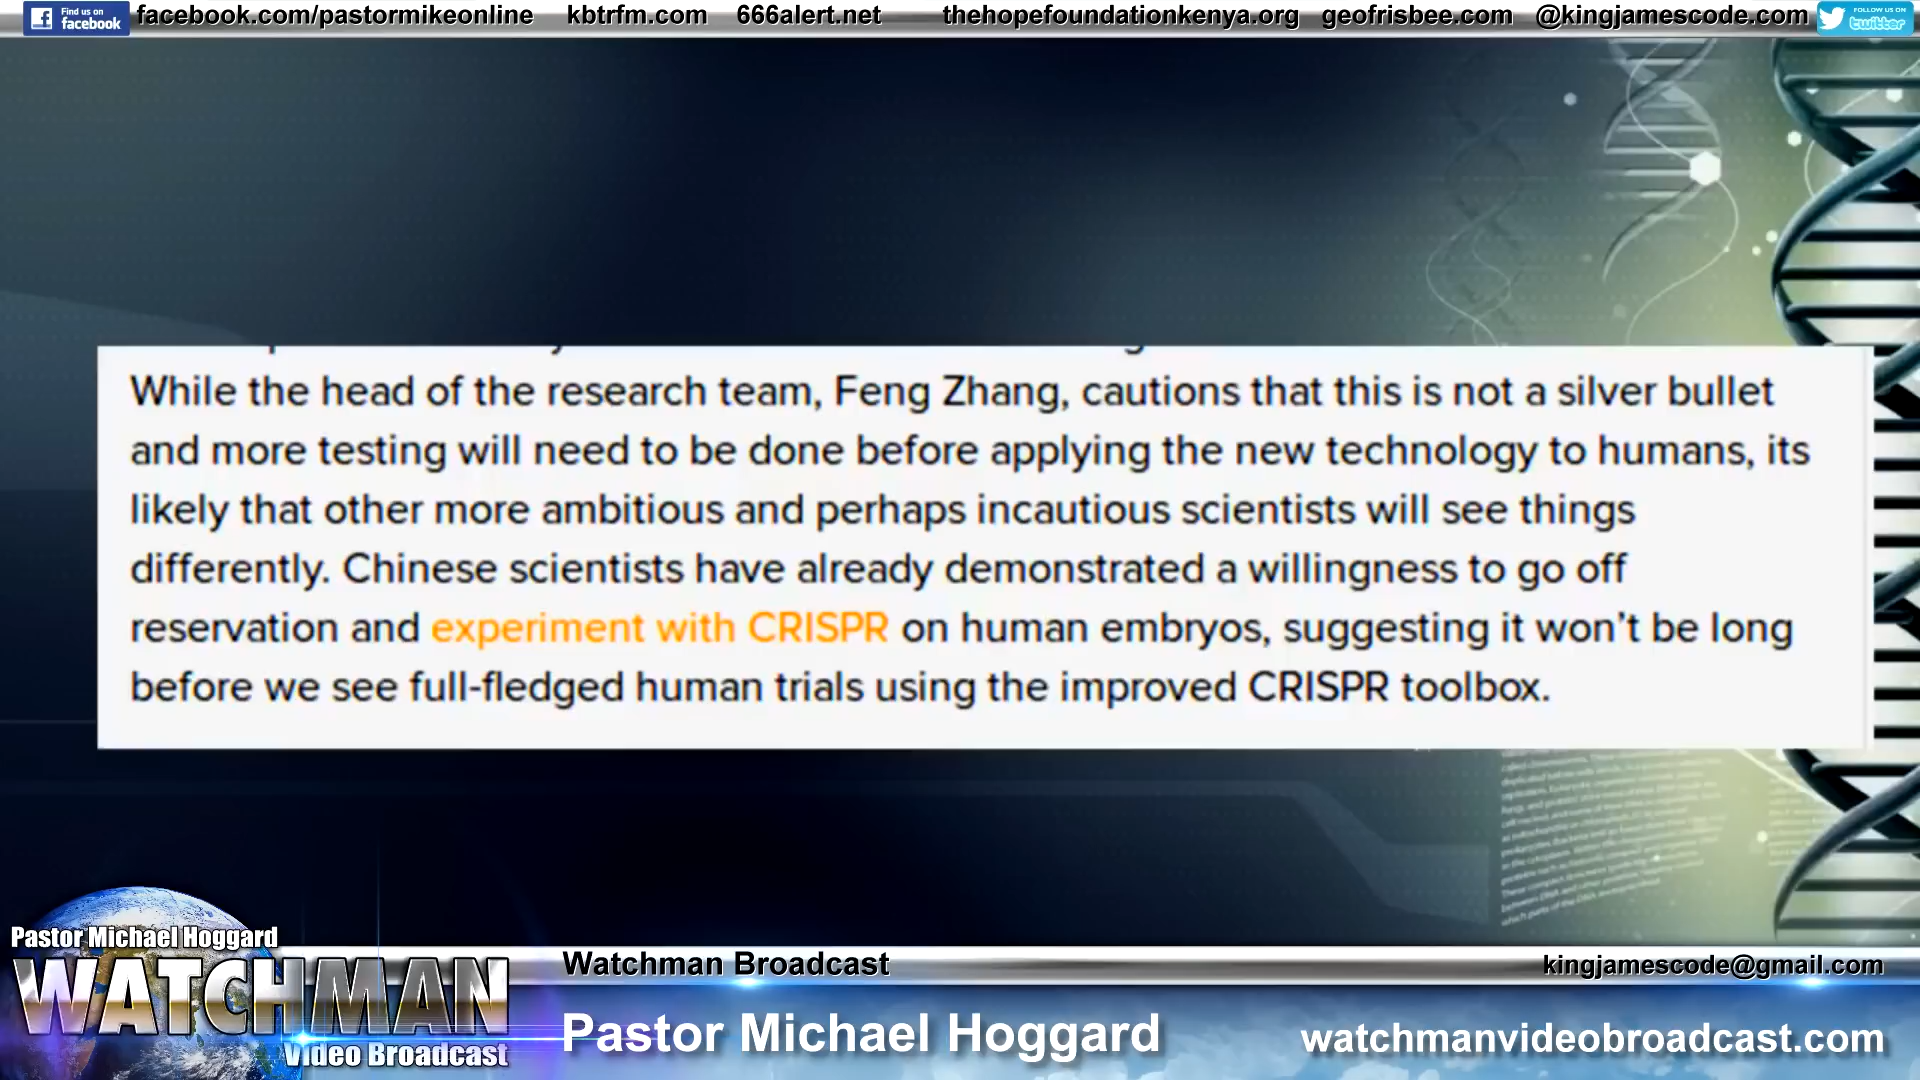 Find us on
facebook
facebook.com/pastormikeonline kbtrfm.com 666alert.net thehopefoundationkenya.org geofrisbee.com @kingjamescode.com
FOLLOW US ON
twitter
While the head of the research team, Feng Zhang, cautions that this is not a silver bullet
and more testing will need to be done before applying the new technology to humans, its
likely that other more ambitious and perhaps incautious scientists will see things
differently. Chinese scientists have already demonstrated a willingness to go off
reservation and experiment with CRISPR on human embryos, suggesting it won’t be long
before we see full-fledged human trials using the improved CRISPR toolbox.
Pastor Michael Hoggard
WATCHMAN
Video Broadcast
Watchman Broadcast
kingjamescode@gmail.com
Pastor Michael Hoggard
watchmanvideobroadcast.com